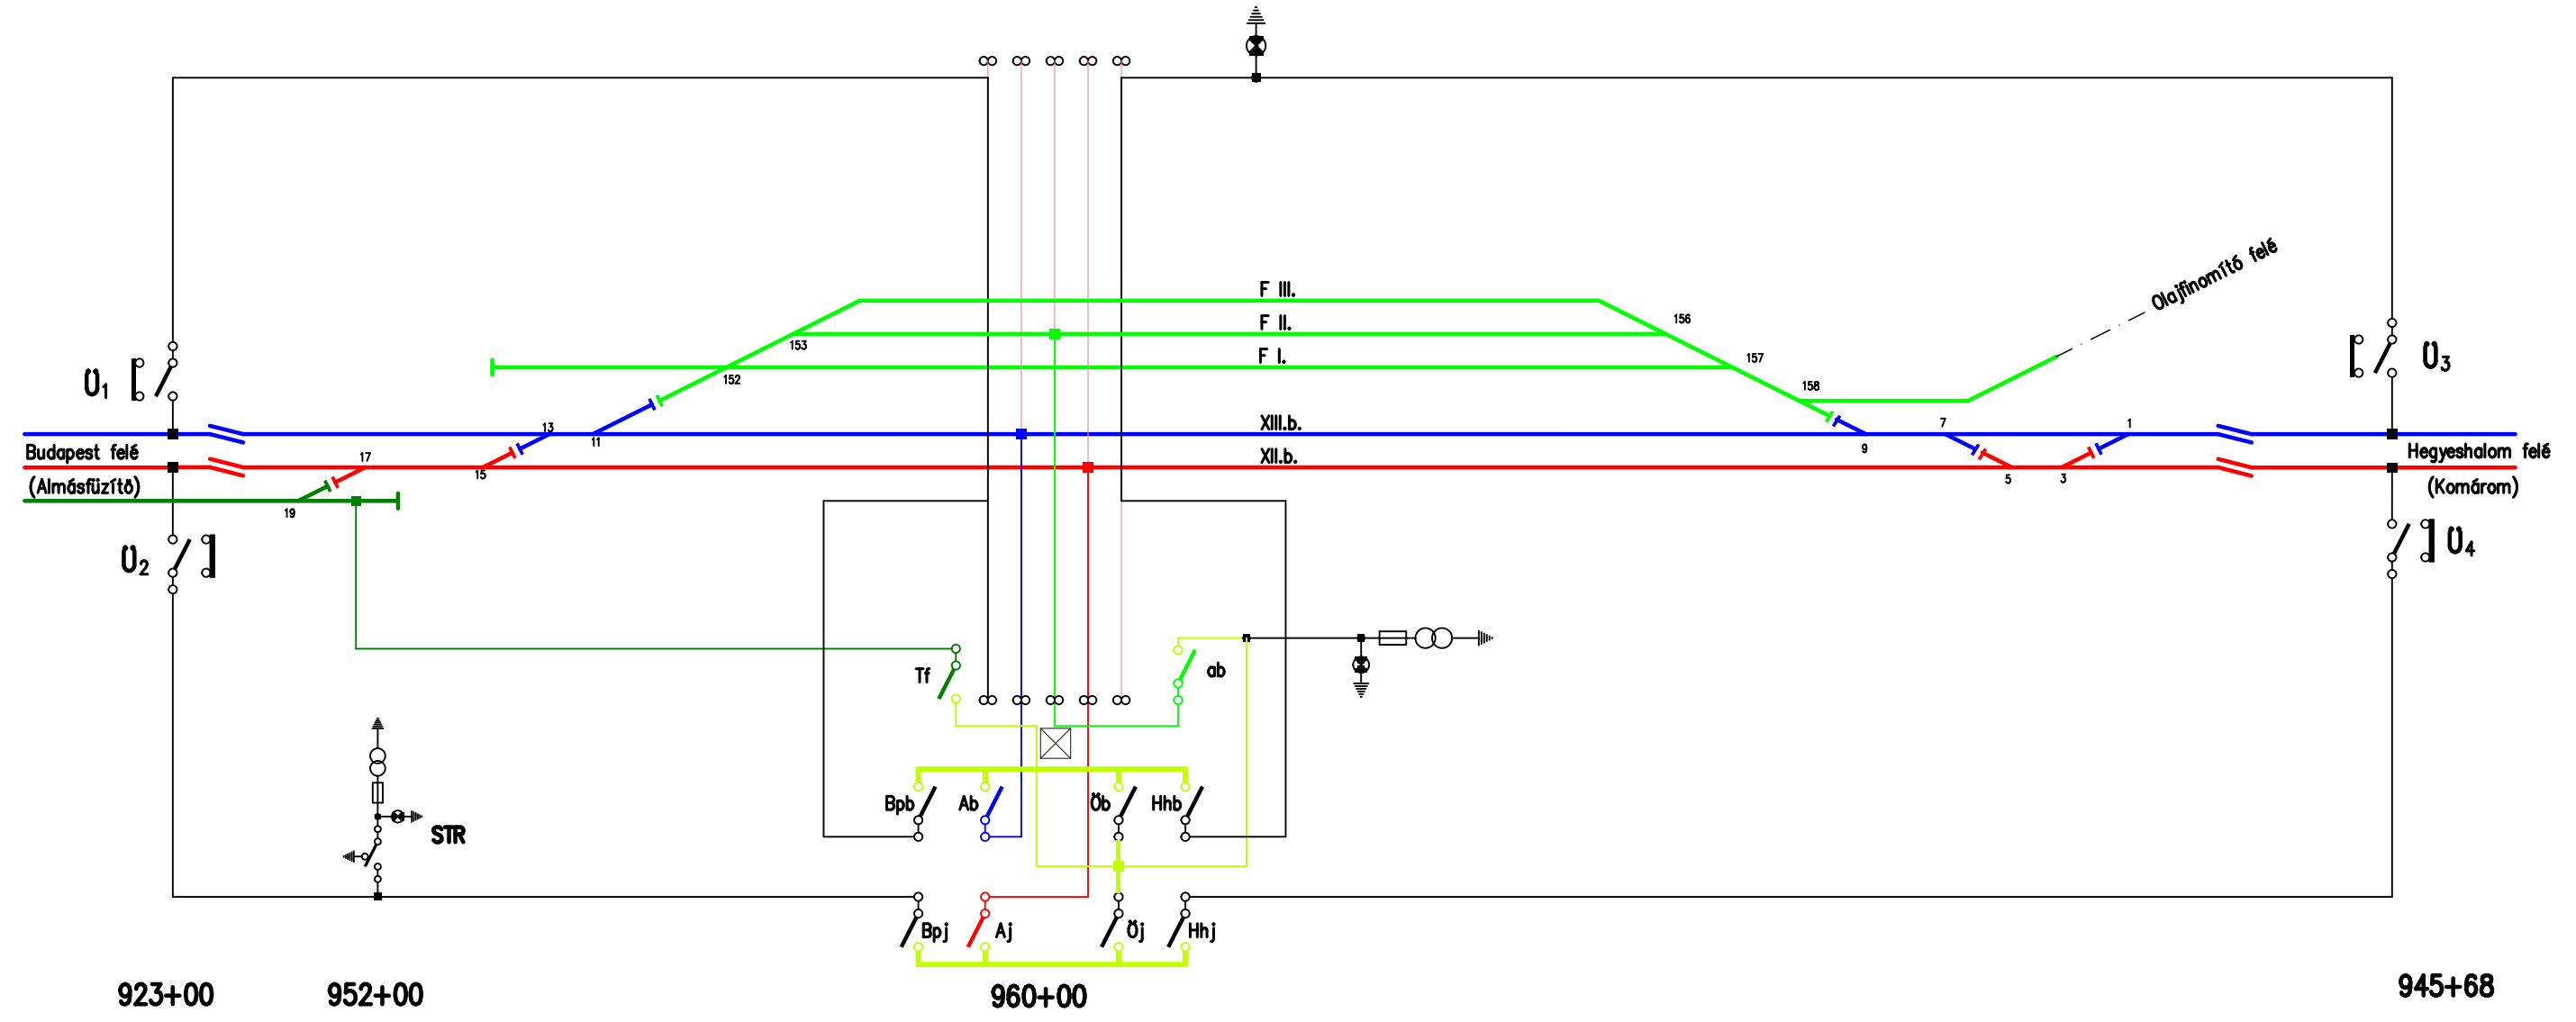 F III.
F II.
F I.
156
157
158
153
152
Olajfinomító felé
Ü1
Ü3
XIII.b.
XII.b.
13
11
7
1
9
Budapest felé
(Almásfüzitő)
17
15
19
5
3
Hegyeshalom felé
(Komárom)
Ü2
Ü4
Tf
ab
STR
Bpb
Ab
Öb
Hhb
Bpj
Aj
Öj
Hhj
923+00
952+00
960+00
945+68